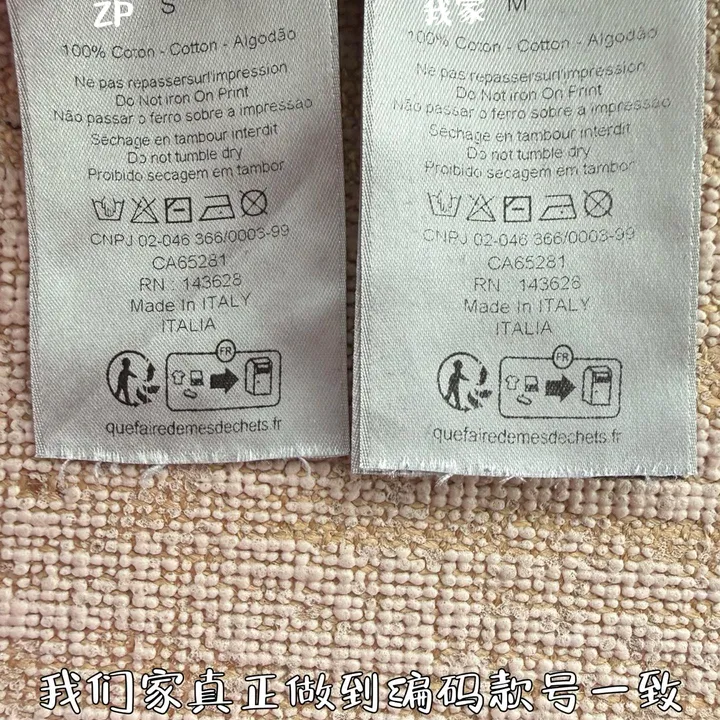 ZP
S
100% Coton - Cotton - Algodão
Ne pas repassersurl'impression
Do Not iron On Print
Não passar o ferro sobre a impressão
Séchage en tambour interdit
Do not tumble dry
Proibido secagem em tambor
CNPJ 02-046 366/0003-99
CA65281
RN : 143628
Made In ITALY
ITALIA
FR
quefairedemesdechets.fr
我家
M
100% Coton - Cotton - Algodão
Ne pas repassersurl'impression
Do Not iron On Print
Não passar o ferro sobre a impressão
Séchage en tambour interdit
Do not tumble dry
Proibido secagem em tambor
CNPJ 02-046 366/0003-99
CA65281
RN : 143628
Made In ITALY
ITALIA
FR
quefairedemesdechets.fr
我们家真正做到编码款号一致